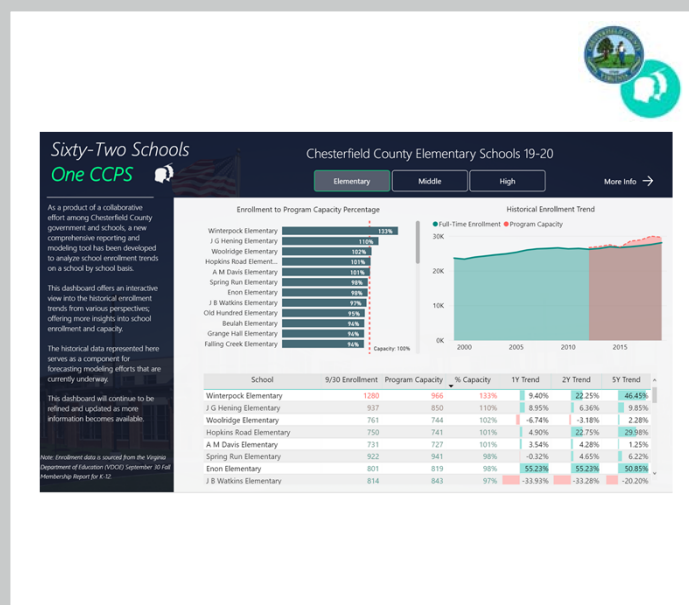 CHESTERFIELD COUNTY
VIRGINIA
Sixty-Two Schools
One CCPS
Chesterfield County Elementary Schools 19-20
Elementary
Middle
High
More Info
As a product of a collaborative
effort among Chesterfield County
government and schools, a new
comprehensive reporting and
modeling tool has been developed
to analyze school enrollment trends
on a school by school basis.
This dashboard offers an interactive
view into the historical enrollment
trends from various perspectives;
offering more insights into school
enrollment and capacity.
The historical data represented here
serves as a component for
forecasting modeling efforts that are
currently underway.
This dashboard will continue to be
refined and updated as more
information becomes available.
Note: Enrollment data is sourced from the Virginia
Department of Education (VDOE) September 30 Fall
Membership Report for K-12.
Enrollment to Program Capacity Percentage
Winterpock Elementary 133%
J G Hening Elementary 110%
Woolridge Elementary 102%
Hopkins Road Element... 101%
A M Davis Elementary 101%
Spring Run Elementary 98%
Enon Elementary 98%
J B Watkins Elementary 97%
Old Hundred Elementary 95%
Beulah Elementary 94%
Grange Hall Elementary 94%
Falling Creek Elementary 94%
Capacity: 100%
Historical Enrollment Trend
Full-Time Enrollment Program Capacity
30K
20K
10K
0K
2000 2005 2010 2015
School 9/30 Enrollment Program Capacity % Capacity 1Y Trend 2Y Trend 5Y Trend
Winterpock Elementary 1280 966 133% 9.40% 22.25% 46.45%
J G Hening Elementary 937 850 110% 8.95% 6.36% 9.85%
Woolridge Elementary 761 744 102% -6.74% -3.18% 2.28%
Hopkins Road Elementary 750 741 101% 4.90% 22.75% 29.98%
A M Davis Elementary 731 727 101% 3.54% 4.28% 1.25%
Spring Run Elementary 922 941 98% -0.32% 4.65% 6.22%
Enon Elementary 801 819 98% 55.23% 55.23% 50.85%
J B Watkins Elementary 814 843 97% -33.93% -33.28% -20.20%